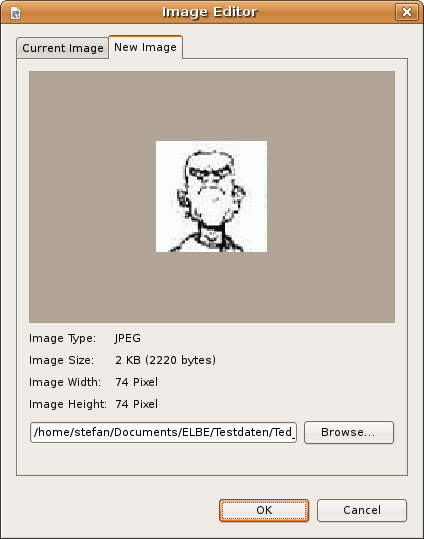 Image Editor
Current Image New Image
Image Type: JPEG
Image Size: 2 KB (2220 bytes)
Image Width: 74 Pixel
Image Height: 74 Pixel
/home/stefan/Documents/ELBE/Testdaten/Ted_ Browse...
OK Cancel